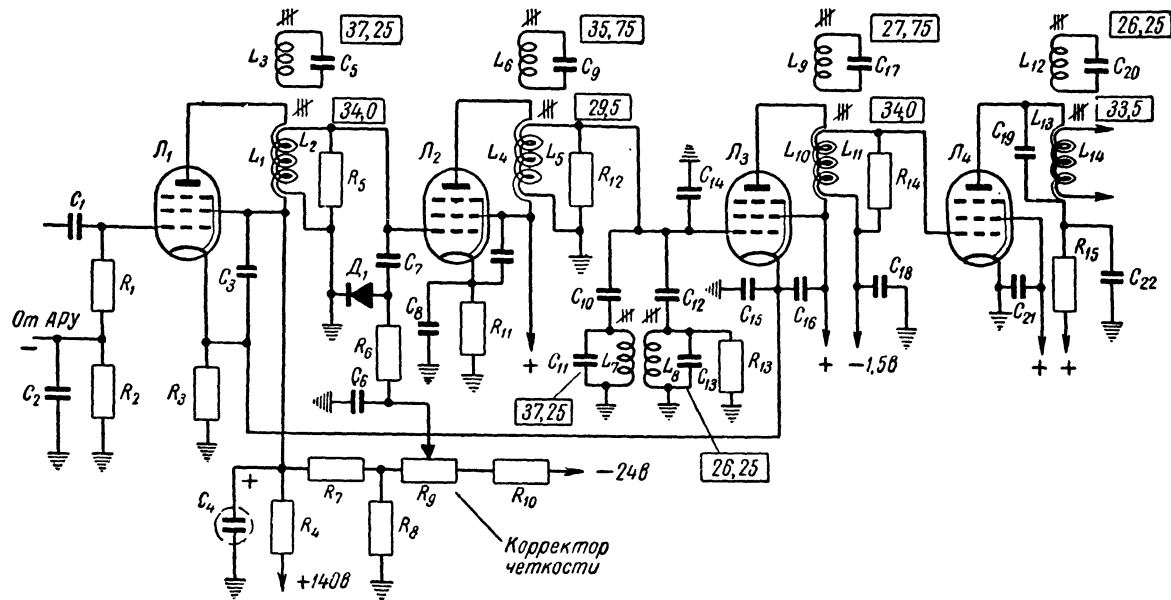 37,25
35,75
27,75
26,25
L3
C5
L6
C9
L9
C17
L12
C20
34,0
29,5
34,0
33,5
Л1
L1
L2
R5
Л2
L4
L5
R12
C14
Л3
L10
L11
R14
Л4
C19
L13
L14
C1
R1
C3
Д1
C7
C8
R11
C10
C12
C15
C16
C18
C21
R15
C22
От АРУ
−
C2
R2
R3
R6
C6
+
C11
L7
L8
C13
R13
+
−1,5в
+
+
37,25
26,25
+
C4
R4
R7
R8
R9
R10
−24в
+140в
Корректор
четкости